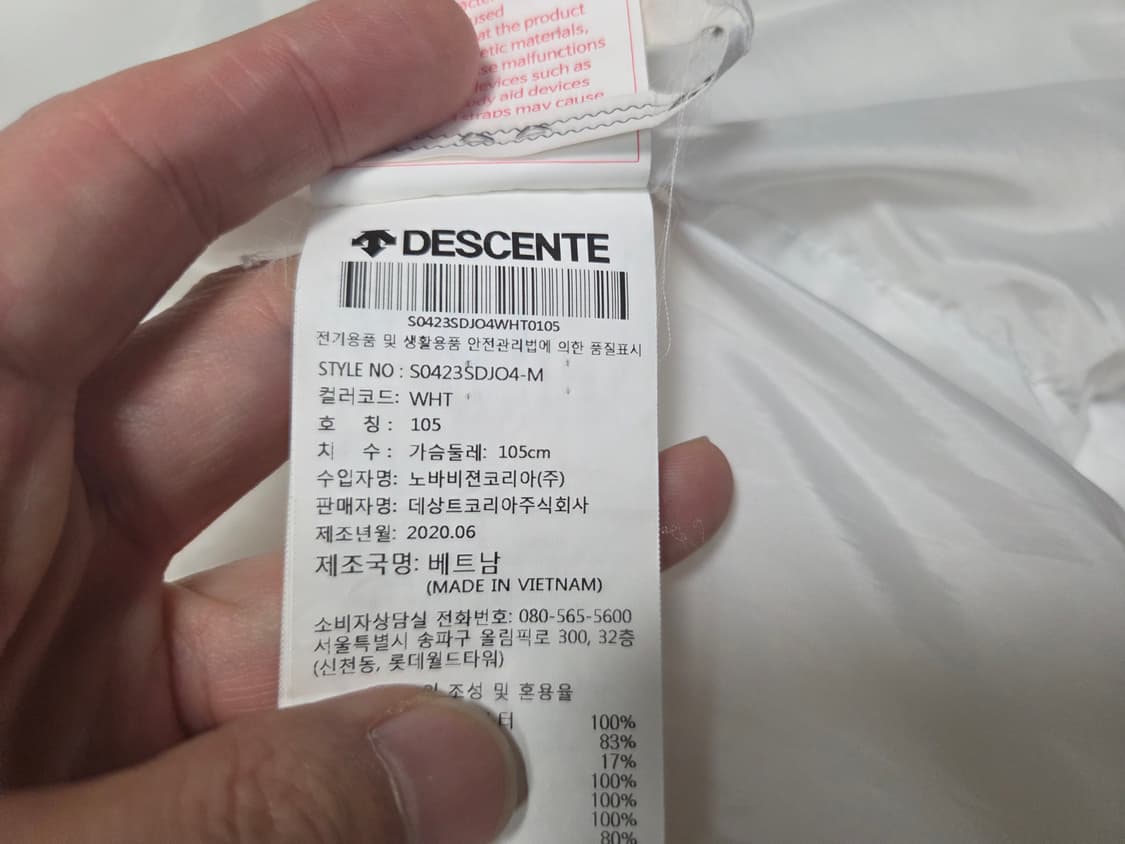 used
at the product
materials,
malfunctions
devices such as
aid devices
straps may cause
DESCENTE
S0423SDJO4WHT0105
전기용품 및 생활용품 안전관리법에 의한 품질표시
STYLE NO : S0423SDJO4-M
컬러코드: WHT
호 칭 : 105
치 수 : 가슴둘레: 105cm
수입자명: 노바비젼코리아(주)
판매자명: 데상트코리아주식회사
제조년월: 2020.06
제조국명: 베트남
(MADE IN VIETNAM)
소비자상담실 전화번호: 080-565-5600
서울특별시 송파구 올림픽로 300, 32층
(신천동, 롯데월드타워)
조성 및 혼용율
100%
83%
17%
100%
100%
100%
80%